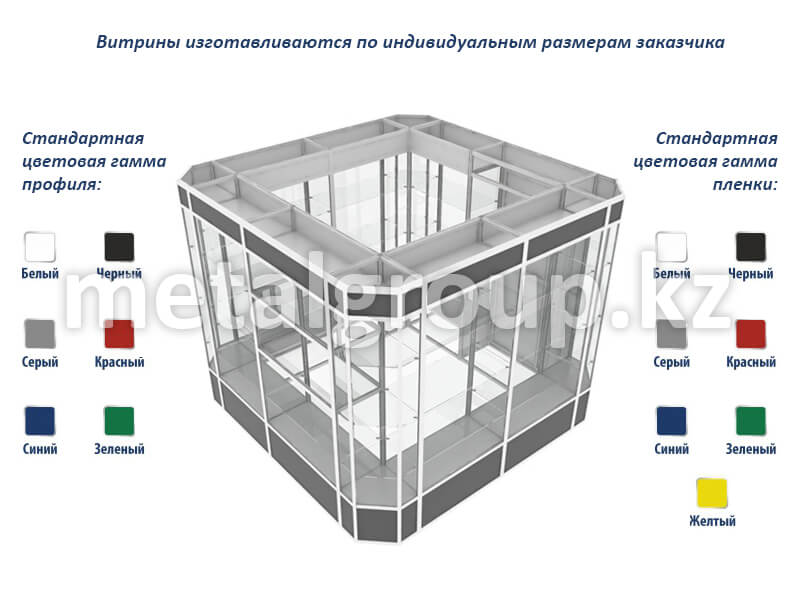 Витрины изготавливаются по индивидуальным размерам заказчика
Стандартная
цветовая гамма
профиля:
Белый Черный
Серый Красный
Синий Зеленый
Стандартная
цветовая гамма
пленки:
Белый Черный
Серый Красный
Синий Зеленый
Желтый
metalgroup.kz